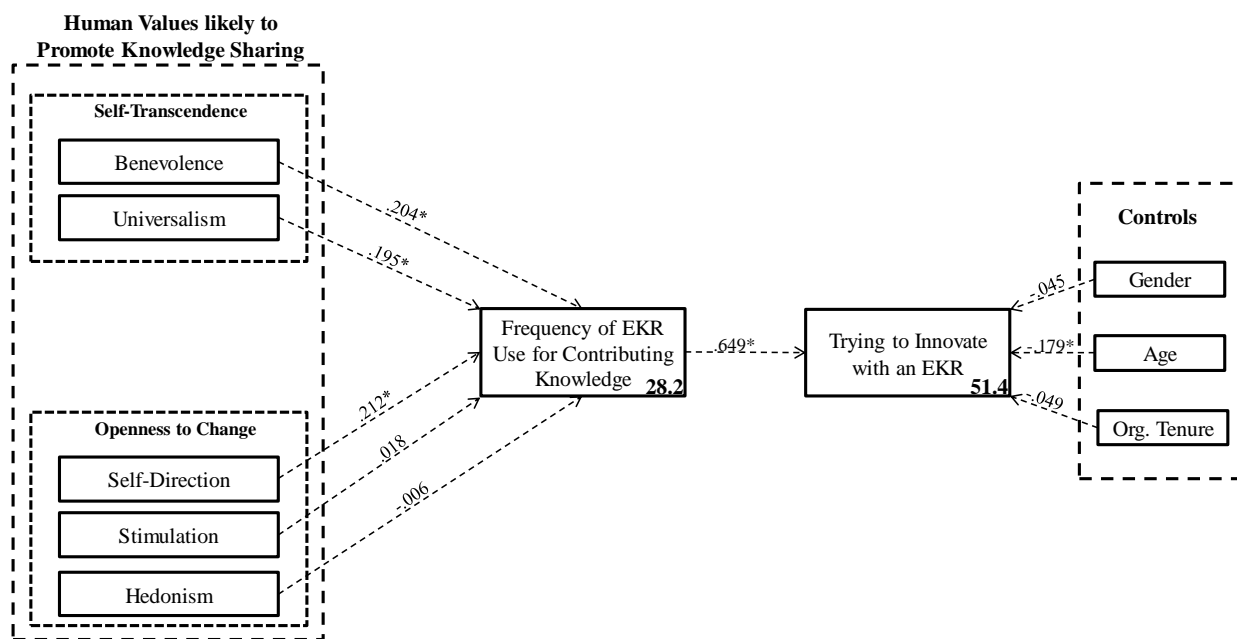 Human Values likely to
Promote Knowledge Sharing
Self-Transcendence
Benevolence
Universalism
.204*
.195*
Openness to Change
Self-Direction
Stimulation
Hedonism
.212*
.018
-.006
Frequency of EKR
Use for Contributing
Knowledge
28.2
.649*
Trying to Innovate
with an EKR
51.4
Controls
Gender
Age
Org. Tenure
-.045
-.179*
-.049